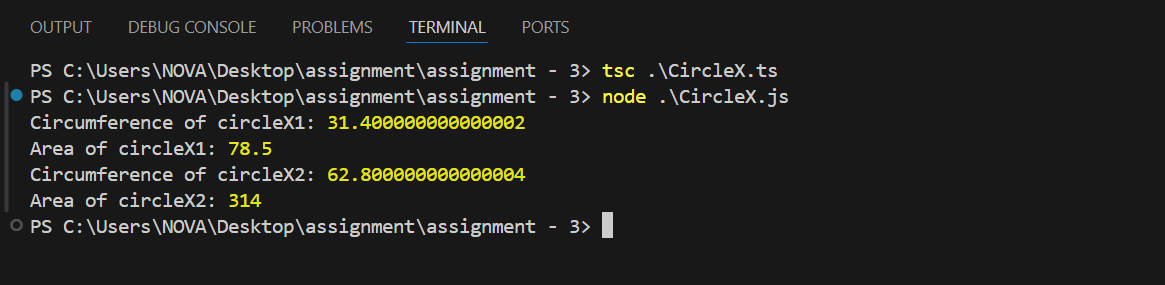 OUTPUT DEBUG CONSOLE PROBLEMS TERMINAL PORTS
PS C:\Users\NOVA\Desktop\assignment\assignment - 3> tsc .\CircleX.ts
PS C:\Users\NOVA\Desktop\assignment\assignment - 3> node .\CircleX.js
Circumference of circleX1: 31.400000000000002
Area of circleX1: 78.5
Circumference of circleX2: 62.800000000000004
Area of circleX2: 314
PS C:\Users\NOVA\Desktop\assignment\assignment - 3>